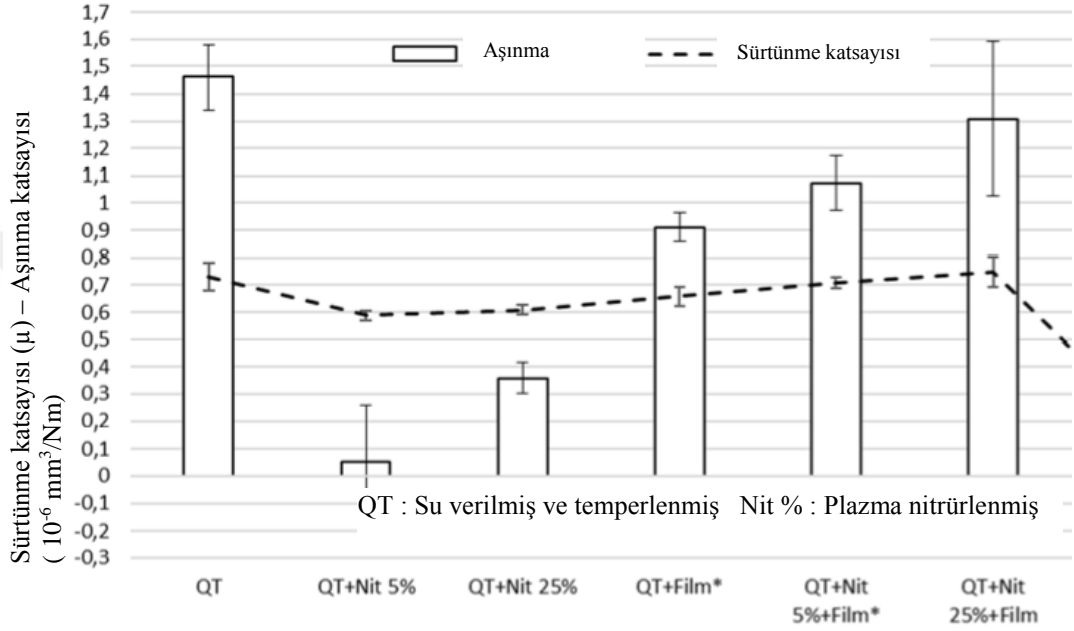 Sürtünme katsayısı (µ) – Aşınma katsayısı
( 10⁻⁶ mm³/Nm)
1,7
1,6
1,5
1,4
1,3
1,2
1,1
1
0,9
0,8
0,7
0,6
0,5
0,4
0,3
0,2
0,1
0
-0,1
-0,2
-0,3
Aşınma
Sürtünme katsayısı
QT : Su verilmiş ve temperlenmiş Nit % : Plazma nitrürlenmiş
QT
QT+Nit 5%
QT+Nit 25%
QT+Film*
QT+Nit
5%+Film*
QT+Nit
25%+Film